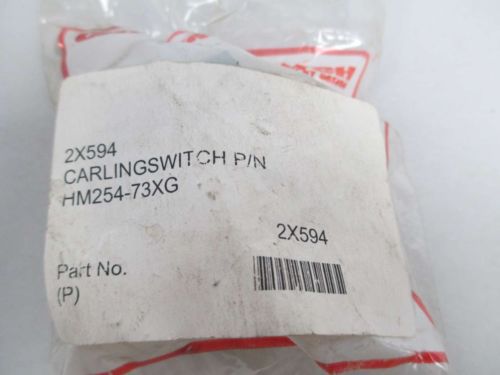 2X594
CARLINGSWITCH P/N
HM254-73XG
2X594
Part No.
(P)